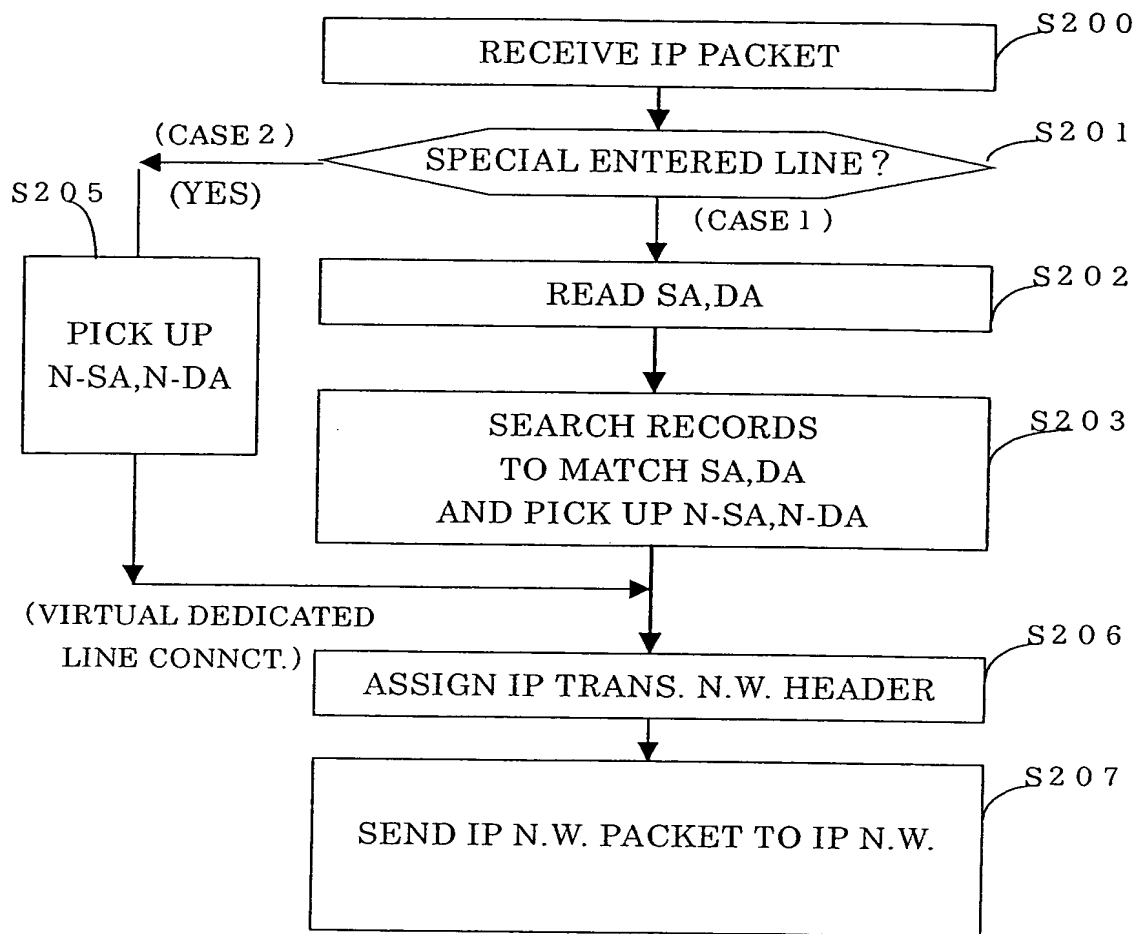 S200
RECEIVE IP PACKET
(CASE 2)
S201
SPECIAL ENTERED LINE?
S205
(YES)
(CASE 1)
S202
READ SA,DA
PICK UP
N-SA,N-DA
S203
SEARCH RECORDS
TO MATCH SA,DA
AND PICK UP N-SA,N-DA
(VIRTUAL DEDICATED
LINE CONNCT.)
S206
ASSIGN IP TRANS. N.W. HEADER
S207
SEND IP N.W. PACKET TO IP N.W.